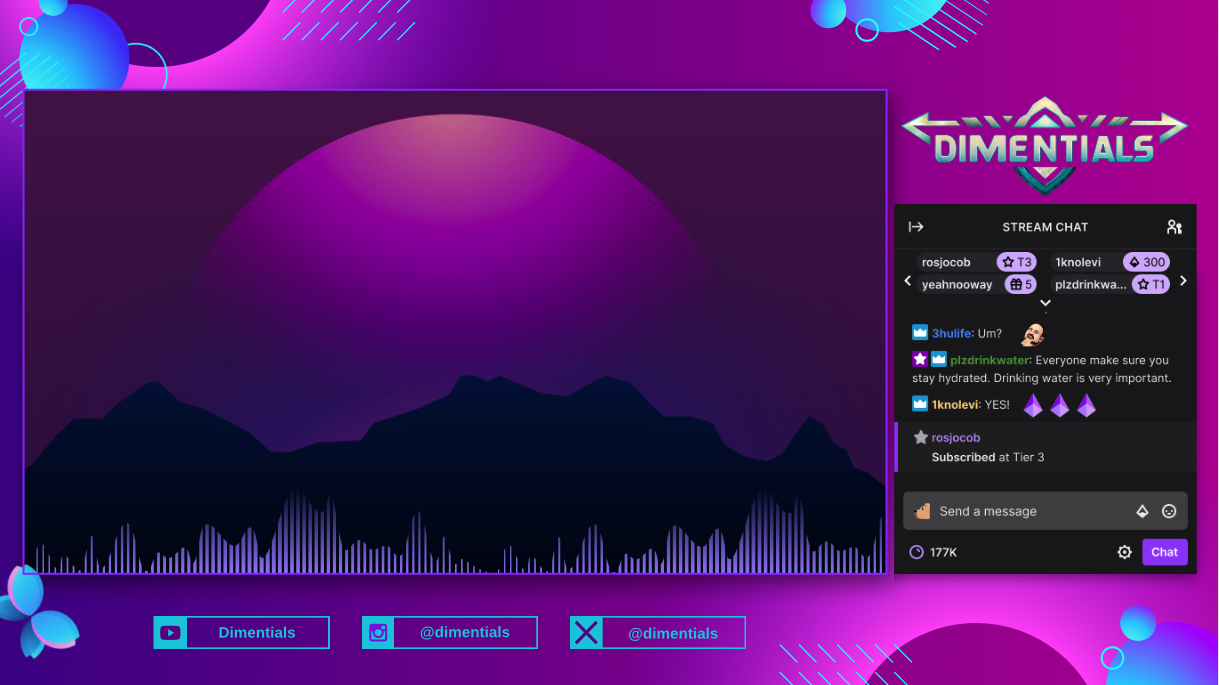 DIMENTIALS
STREAM CHAT
rosjocob T3 1knolevi 300
yeahnooway 5 plzdrinkwa... T1
3hulife: Um?
plzdrinkwater: Everyone make sure you
stay hydrated. Drinking water is very important.
1knolevi: YES!
rosjocob
Subscribed at Tier 3
Send a message
177K Chat
Dimentials @dimentials @dimentials